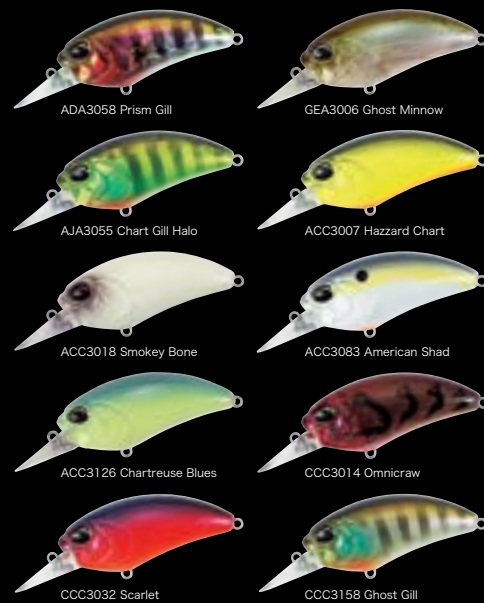 ADA3058 Prism Gill
GEA3006 Ghost Minnow
AJA3055 Chart Gill Halo
ACC3007 Hazzard Chart
ACC3018 Smokey Bone
ACC3083 American Shad
ACC3126 Chartreuse Blues
CCC3014 Omnicraw
CCC3032 Scarlet
CCC3158 Ghost Gill